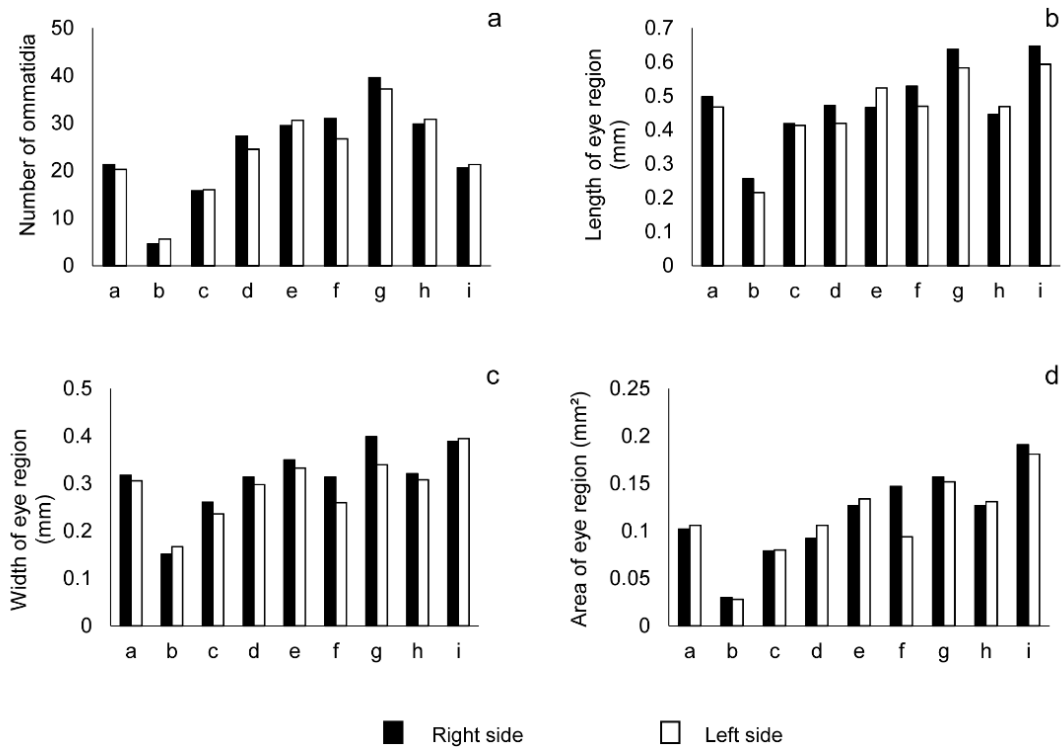 a
Number of ommatidia
50
40
30
20
10
0
a b c d e f g h i
b
Length of eye region
(mm)
0.7
0.6
0.5
0.4
0.3
0.2
0.1
0
a b c d e f g h i
c
Width of eye region
(mm)
0.5
0.4
0.3
0.2
0.1
0
a b c d e f g h i
d
Area of eye region (mm²)
0.25
0.2
0.15
0.1
0.05
0
a b c d e f g h i
Right side
Left side